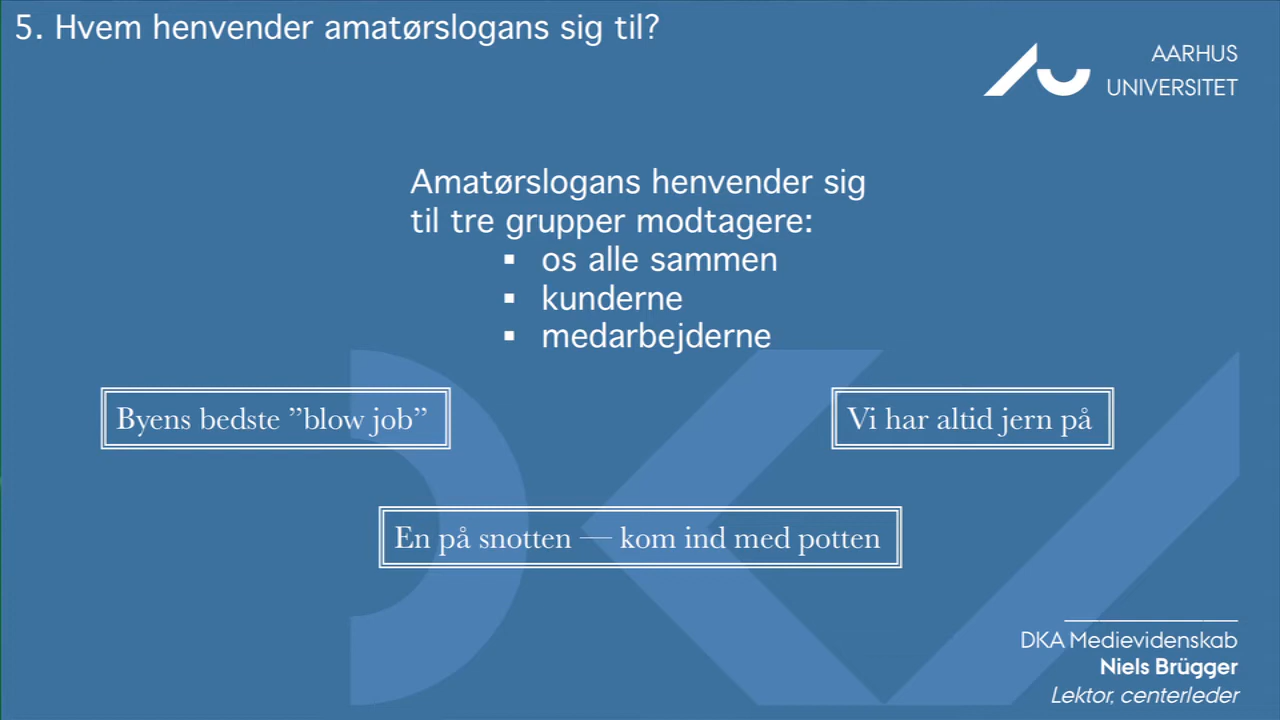 5. Hvem henvender amatørslogans sig til?
AARHUS
UNIVERSITET
Amatørslogans henvender sig
til tre grupper modtagere:
▪ os alle sammen
▪ kunderne
▪ medarbejderne
Byens bedste ”blow job”
Vi har altid jern på
En på snotten — kom ind med potten
DKA Medievidenskab
Niels Brügger
Lektor, centerleder